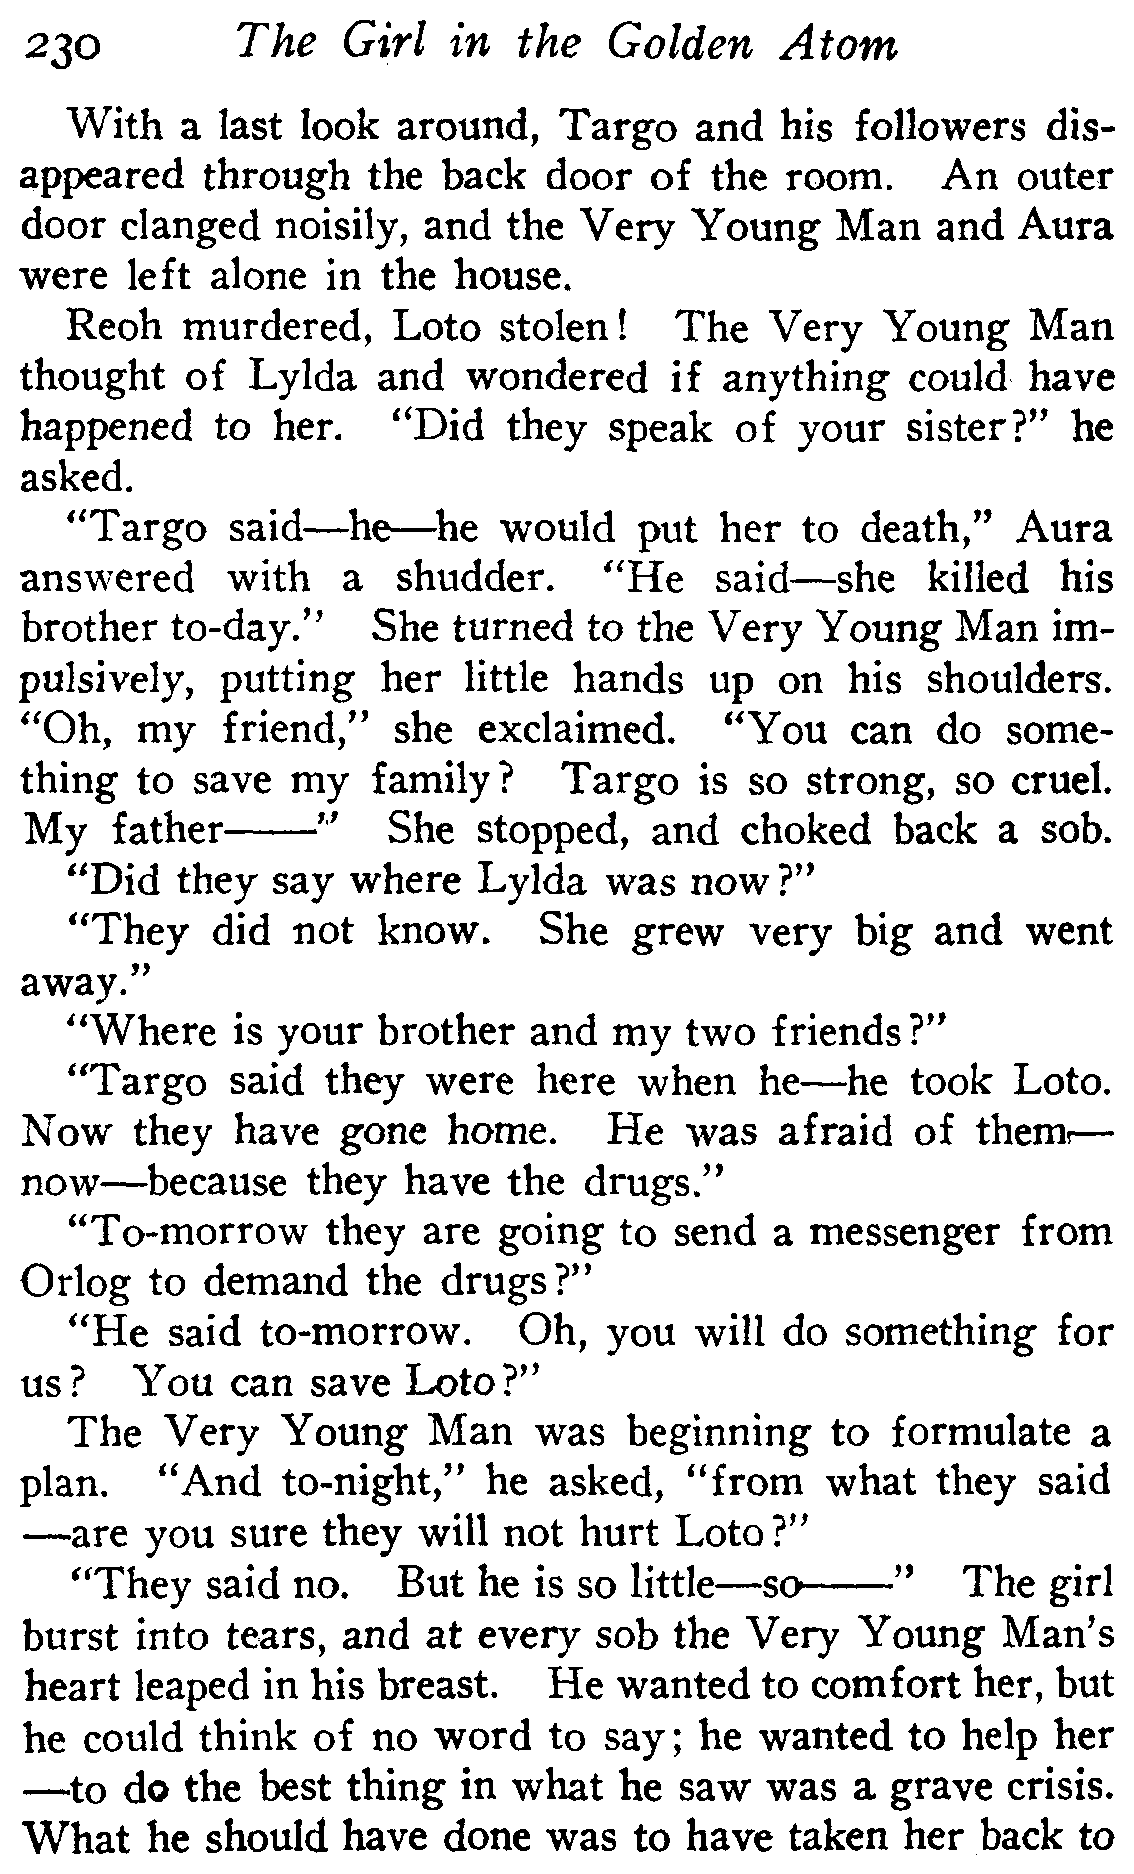 230 The Girl in the Golden Atom
With a last look around, Targo and his followers dis-
appeared through the back door of the room. An outer
door clanged noisily, and the Very Young Man and Aura
were left alone in the house.
Reoh murdered, Loto stolen! The Very Young Man
thought of Lylda and wondered if anything could have
happened to her. "Did they speak of your sister?" he
asked.
"Targo said—he—he would put her to death," Aura
answered with a shudder. "He said—she killed his
brother to-day." She turned to the Very Young Man im-
pulsively, putting her little hands up on his shoulders.
"Oh, my friend," she exclaimed. "You can do some-
thing to save my family? Targo is so strong, so cruel.
My father——" She stopped, and choked back a sob.
"Did they say where Lylda was now?"
"They did not know. She grew very big and went
away."
"Where is your brother and my two friends?"
"Targo said they were here when he—he took Loto.
Now they have gone home. He was afraid of them—
now—because they have the drugs."
"To-morrow they are going to send a messenger from
Orlog to demand the drugs?"
"He said to-morrow. Oh, you will do something for
us? You can save Loto?"
The Very Young Man was beginning to formulate a
plan. "And to-night," he asked, "from what they said
—are you sure they will not hurt Loto?"
"They said no. But he is so little—so——" The girl
burst into tears, and at every sob the Very Young Man's
heart leaped in his breast. He wanted to comfort her, but
he could think of no word to say; he wanted to help her
—to do the best thing in what he saw was a grave crisis.
What he should have done was to have taken her back to